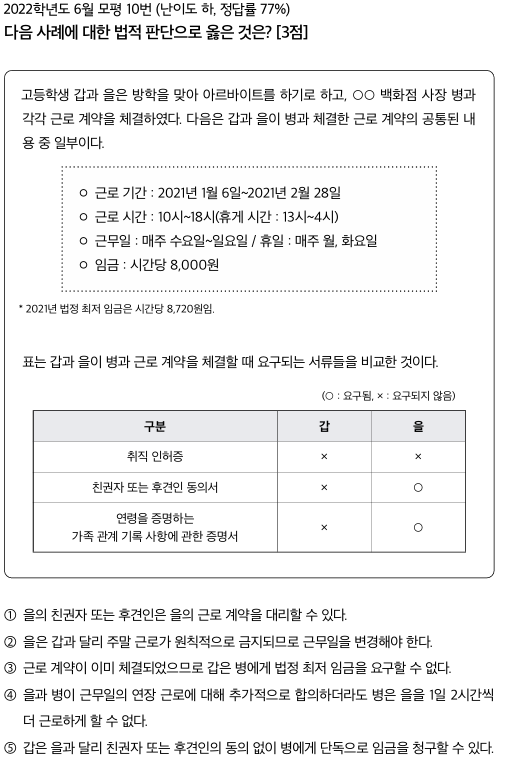 2022학년도 6월 모평 10번 (난이도 하, 정답률 77%)
다음 사례에 대한 법적 판단으로 옳은 것은? [3점]
고등학생 갑과 을은 방학을 맞아 아르바이트를 하기로 하고, ○○ 백화점 사장 병과
각각 근로 계약을 체결하였다. 다음은 갑과 을이 병과 체결한 근로 계약의 공통된 내
용 중 일부이다.
○ 근로 기간 : 2021년 1월 6일~2021년 2월 28일
○ 근로 시간 : 10시~18시(휴게 시간 : 13시~4시)
○ 근무일 : 매주 수요일~일요일 / 휴일 : 매주 월, 화요일
○ 임금 : 시간당 8,000원
* 2021년 법정 최저 임금은 시간당 8,720원임.
표는 갑과 을이 병과 근로 계약을 체결할 때 요구되는 서류들을 비교한 것이다.
(○ : 요구됨, × : 요구되지 않음)
구분 갑 을
취직 인허증 × ×
친권자 또는 후견인 동의서 × ○
연령을 증명하는
가족 관계 기록 사항에 관한 증명서 × ○
① 을의 친권자 또는 후견인은 을의 근로 계약을 대리할 수 있다.
② 을은 갑과 달리 주말 근로가 원칙적으로 금지되므로 근무일을 변경해야 한다.
③ 근로 계약이 이미 체결되었으므로 갑은 병에게 법정 최저 임금을 요구할 수 없다.
④ 을과 병이 근무일의 연장 근로에 대해 추가적으로 합의하더라도 병은 을을 1일 2시간씩
더 근로하게 할 수 없다.
⑤ 갑은 을과 달리 친권자 또는 후견인의 동의 없이 병에게 단독으로 임금을 청구할 수 있다.